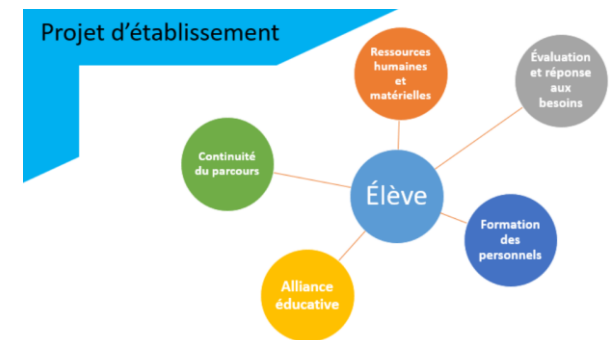 Projet d'établissement
Ressources
humaines
et
matérielles
Évaluation
et réponse
aux
besoins
Continuité
du parcours
Élève
Formation
des
personnels
Alliance
éducative